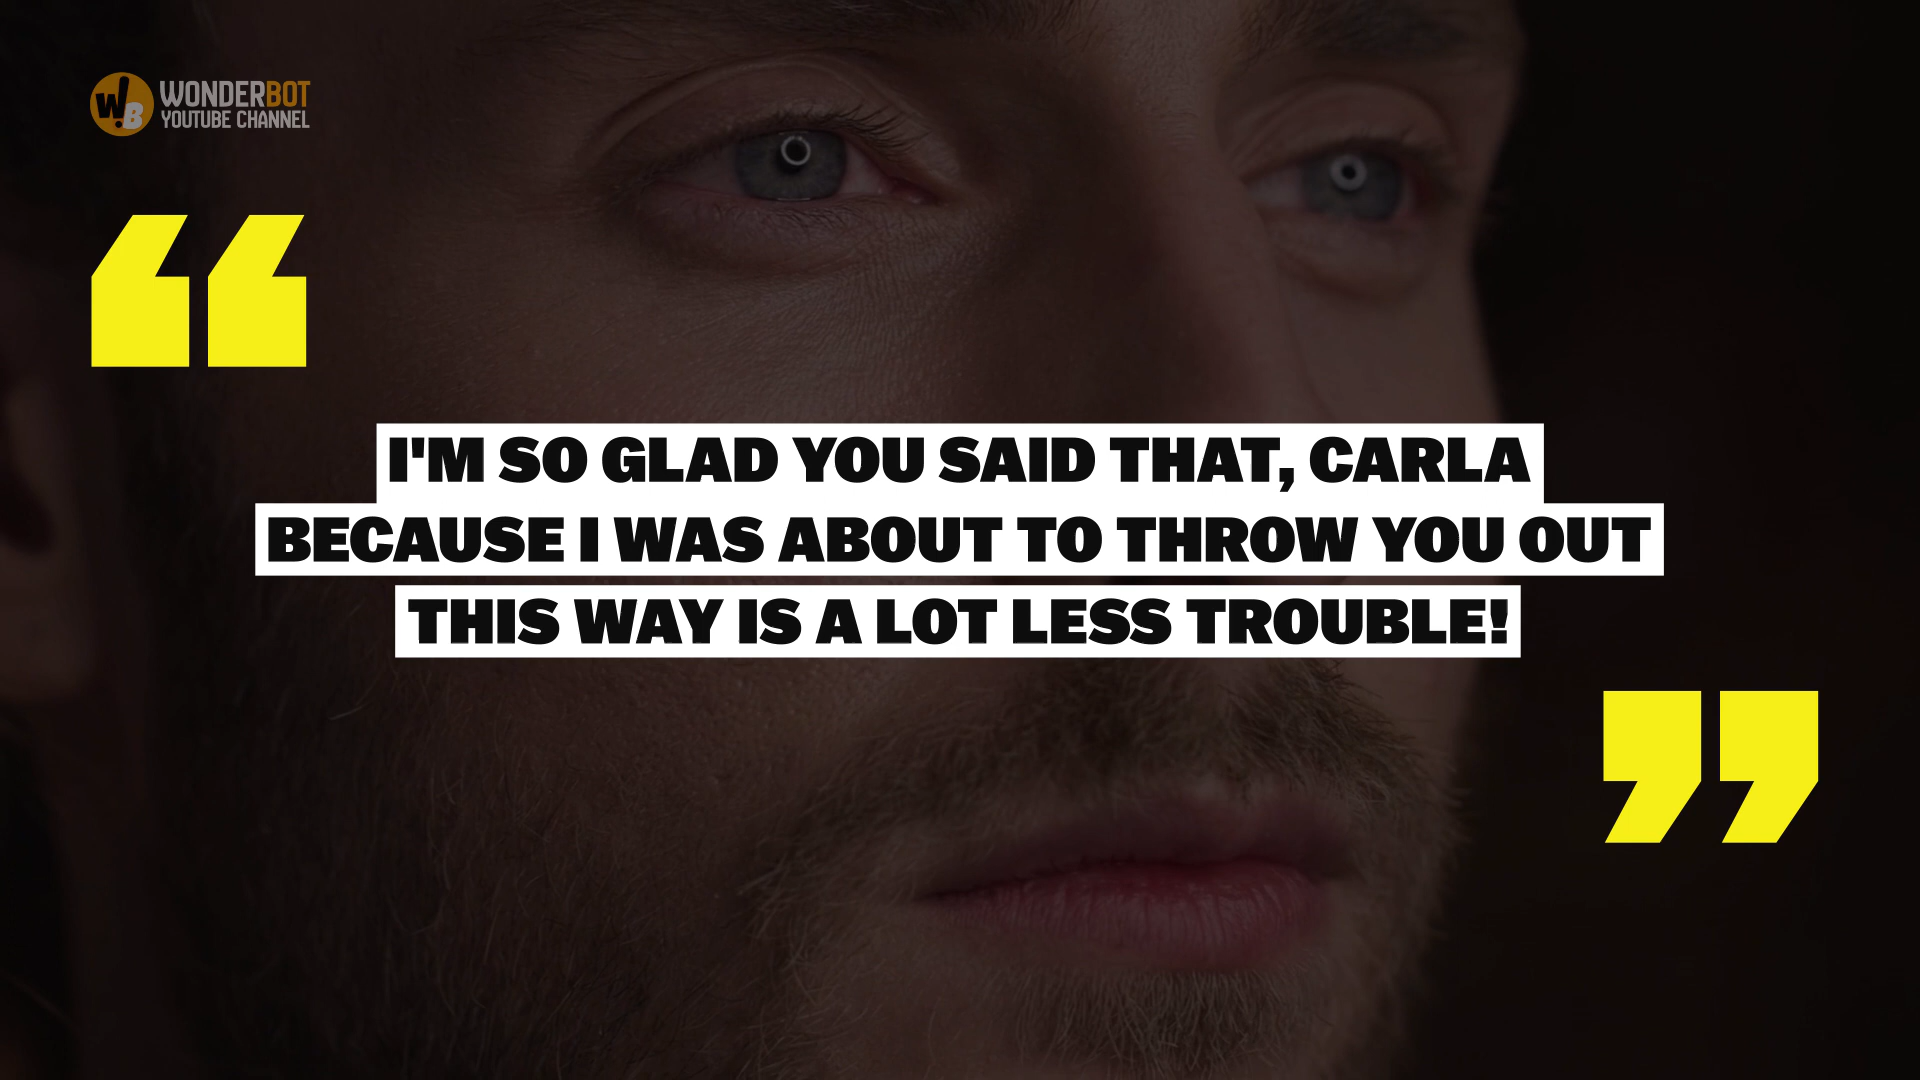 WONDERBOT
YOUTUBE CHANNEL
“
I'M SO GLAD YOU SAID THAT, CARLA
BECAUSE I WAS ABOUT TO THROW YOU OUT
THIS WAY IS A LOT LESS TROUBLE!
”